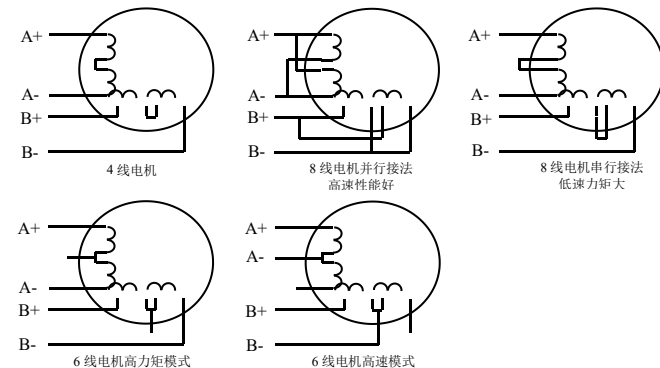 A+
A-
B+
B-
4 线电机
A+
A-
B+
B-
8 线电机并行接法
高速性能好
A+
A-
B+
B-
8 线电机串行接法
低速力矩大
A+
A-
B+
B-
6 线电机高力矩模式
A+
A-
B+
B-
6 线电机高速模式